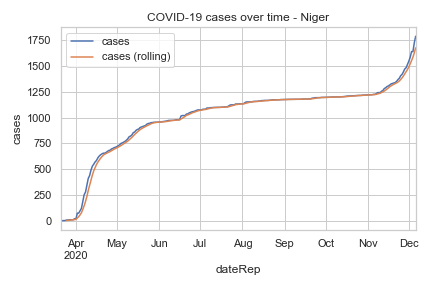 COVID-19 cases over time - Niger
cases
cases (rolling)
1750
1500
1250
1000
750
500
250
0
cases
Apr May Jun Jul Aug Sep Oct Nov Dec
2020
dateRep